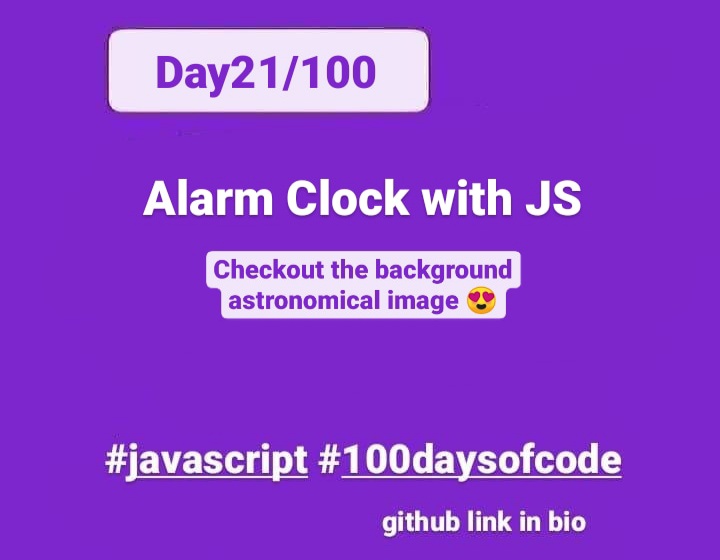 Day21/100
Alarm Clock with JS
Checkout the background
astronomical image 😍
#javascript #100daysofcode
github link in bio